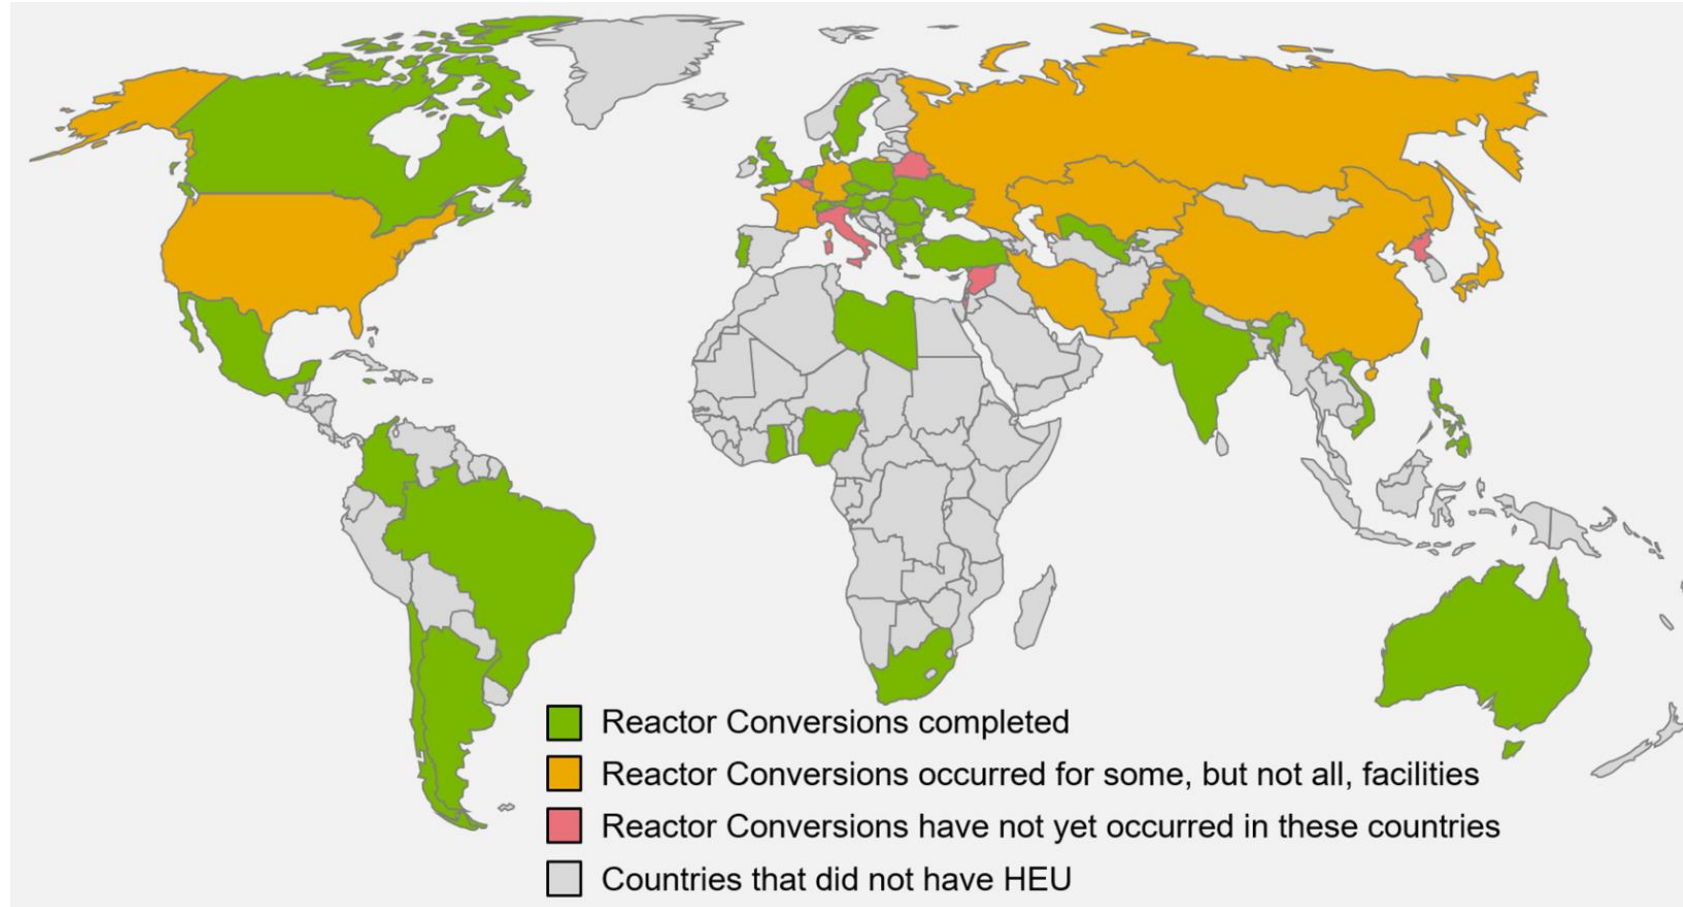 Reactor Conversions completed
Reactor Conversions occurred for some, but not all, facilities
Reactor Conversions have not yet occurred in these countries
Countries that did not have HEU